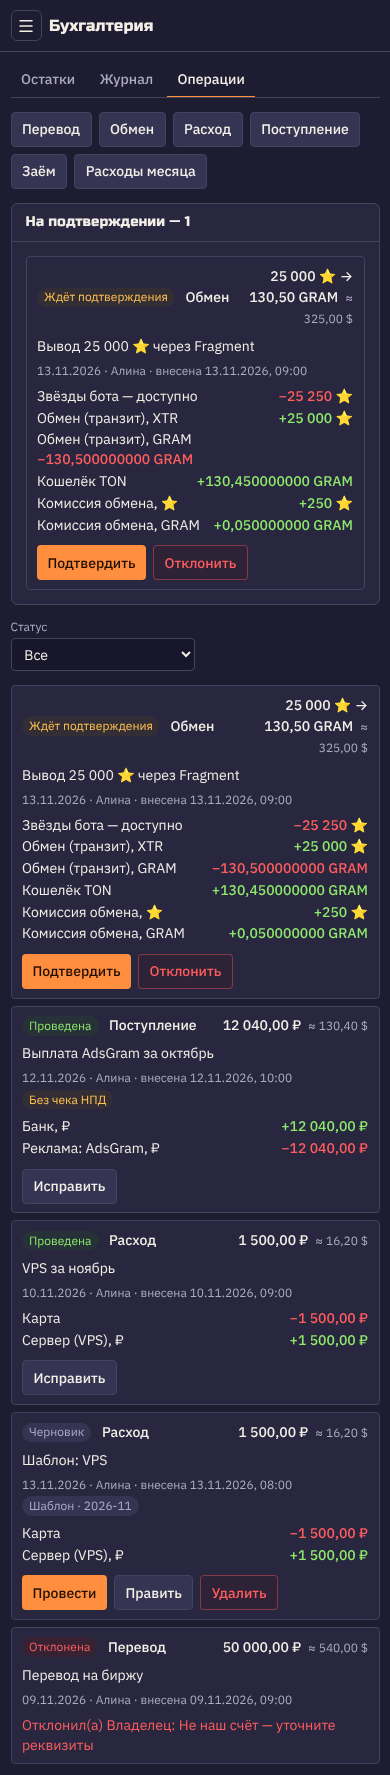 ☰ Бухгалтерия
Остатки Журнал Операции
Перевод Обмен Расход Поступление
Заём Расходы месяца
На подтверждении — 1
25 000 ⭐ →
Ждёт подтверждения Обмен 130,50 GRAM ≈
325,00 $
Вывод 25 000 ⭐ через Fragment
13.11.2026 · Алина · внесена 13.11.2026, 09:00
Звёзды бота — доступно −25 250 ⭐
Обмен (транзит), XTR +25 000 ⭐
Обмен (транзит), GRAM
−130,500000000 GRAM
Кошелёк TON +130,450000000 GRAM
Комиссия обмена, ⭐ +250 ⭐
Комиссия обмена, GRAM +0,050000000 GRAM
Подтвердить Отклонить
Статус
Все
25 000 ⭐ →
Ждёт подтверждения Обмен 130,50 GRAM ≈
325,00 $
Вывод 25 000 ⭐ через Fragment
13.11.2026 · Алина · внесена 13.11.2026, 09:00
Звёзды бота — доступно −25 250 ⭐
Обмен (транзит), XTR +25 000 ⭐
Обмен (транзит), GRAM −130,500000000 GRAM
Кошелёк TON +130,450000000 GRAM
Комиссия обмена, ⭐ +250 ⭐
Комиссия обмена, GRAM +0,050000000 GRAM
Подтвердить Отклонить
Проведена Поступление 12 040,00 ₽ ≈ 130,40 $
Выплата AdsGram за октябрь
12.11.2026 · Алина · внесена 12.11.2026, 10:00
Без чека НПД
Банк, ₽ +12 040,00 ₽
Реклама: AdsGram, ₽ −12 040,00 ₽
Исправить
Проведена Расход 1 500,00 ₽ ≈ 16,20 $
VPS за ноябрь
10.11.2026 · Алина · внесена 10.11.2026, 09:00
Карта −1 500,00 ₽
Сервер (VPS), ₽ +1 500,00 ₽
Исправить
Черновик Расход 1 500,00 ₽ ≈ 16,20 $
Шаблон: VPS
13.11.2026 · Алина · внесена 13.11.2026, 08:00
Шаблон · 2026-11
Карта −1 500,00 ₽
Сервер (VPS), ₽ +1 500,00 ₽
Провести Править Удалить
Отклонена Перевод 50 000,00 ₽ ≈ 540,00 $
Перевод на биржу
09.11.2026 · Алина · внесена 09.11.2026, 09:00
Отклонил(а) Владелец: Не наш счёт — уточните
реквизиты